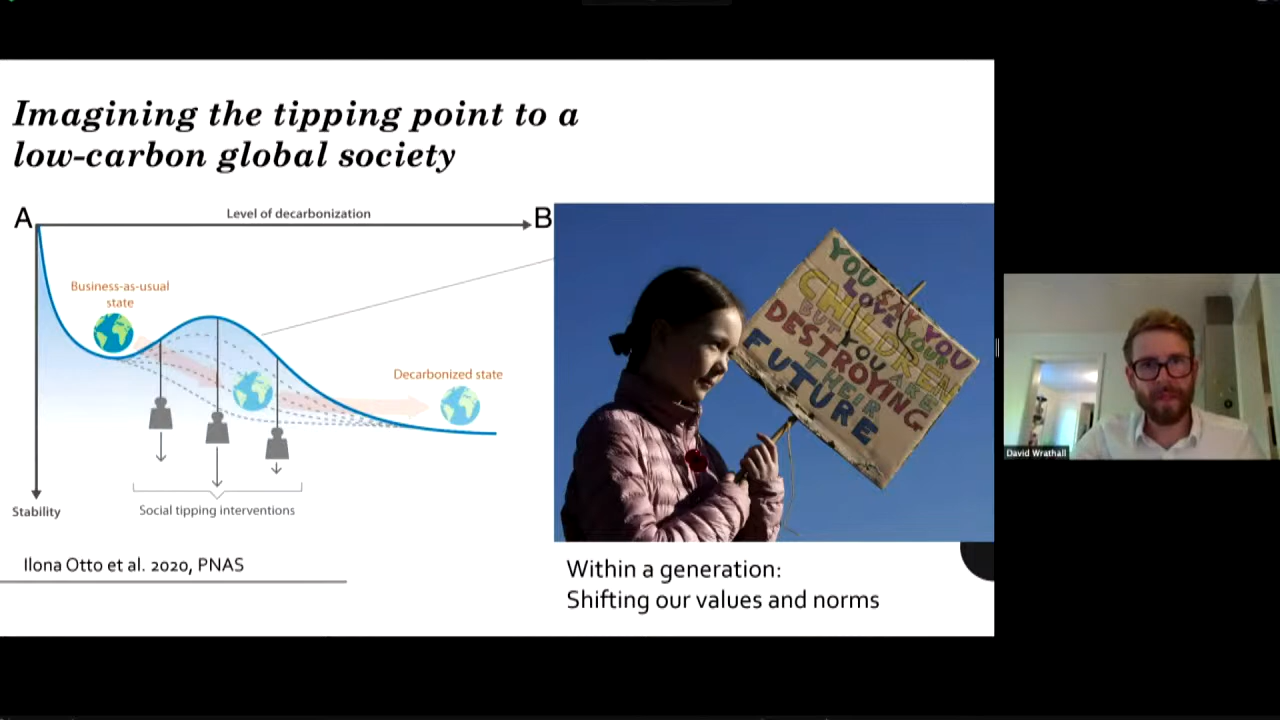 Imagining the tipping point to a
low-carbon global society
A
Level of decarbonization
B
Business-as-usual
state
Decarbonized state
Stability
Social tipping interventions
Ilona Otto et al. 2020, PNAS
YOU SAY YOU
LOVE YOUR
CHILDREN
BUT YOU ARE
DESTROYING
THEIR
FUTURE
Within a generation:
Shifting our values and norms
David Wrathall